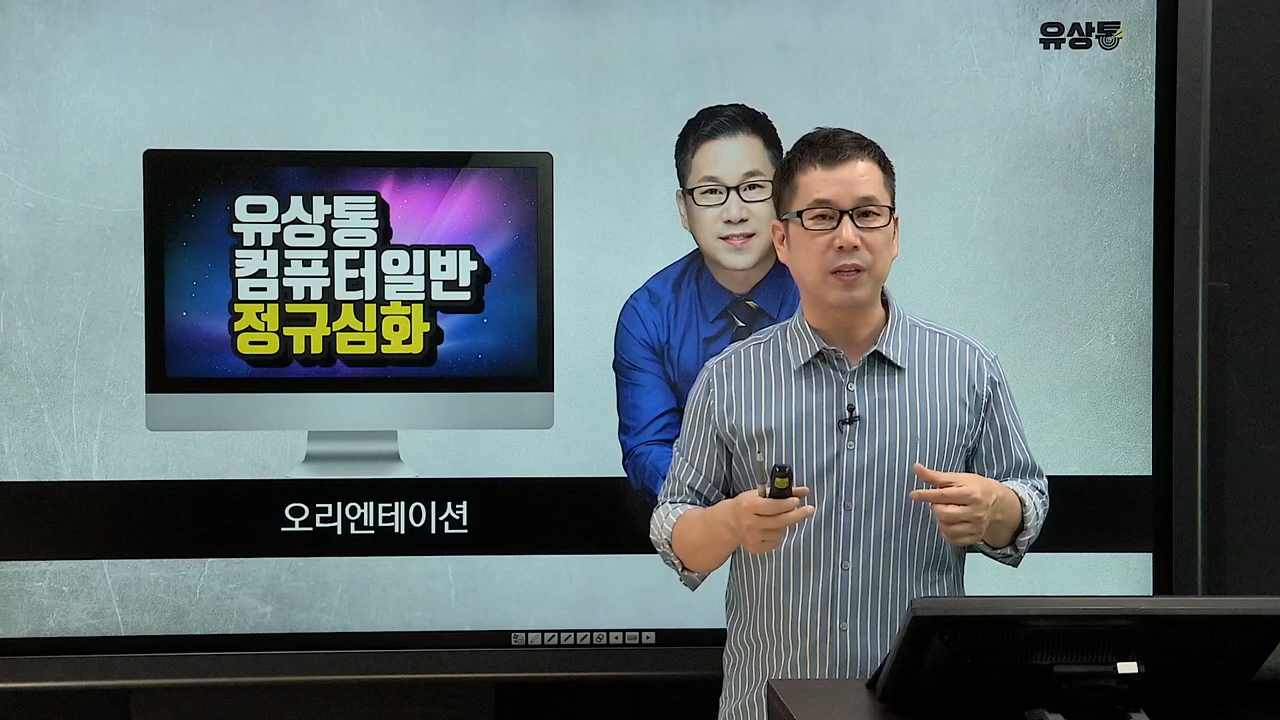 유상통
유상통
컴퓨터일반
정규심화
오리엔테이션